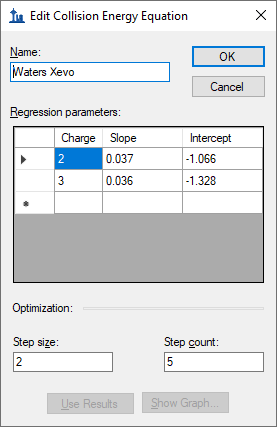 Edit Collision Energy Equation
Name:
Waters Xevo
OK
Cancel
Regression parameters:
Charge Slope Intercept
2 0.037 -1.066
3 0.036 -1.328
Optimization:
Step size: Step count:
2 5
Use Results Show Graph...